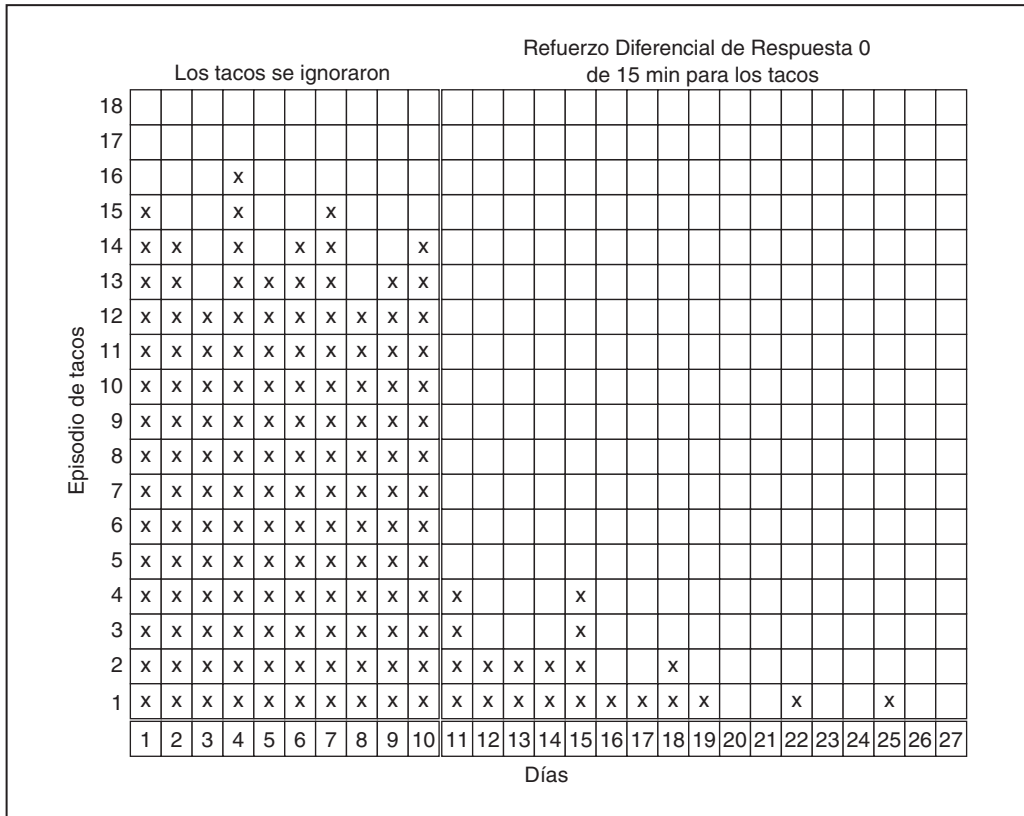 Refuerzo Diferencial de Respuesta 0
de 15 min para los tacos
Los tacos se ignoraron
Episodio de tacos
18
17
16 x
15 x x x
14 x x x x x x
13 x x x x x x x x
12 x x x x x x x x x x
11 x x x x x x x x x x
10 x x x x x x x x x x
9 x x x x x x x x x x
8 x x x x x x x x x x
7 x x x x x x x x x x
6 x x x x x x x x x x
5 x x x x x x x x x x
4 x x x x x x x x x x x x
3 x x x x x x x x x x x x
2 x x x x x x x x x x x x x x x x
1 x x x x x x x x x x x x x x x x x x x x x
1 2 3 4 5 6 7 8 9 10 11 12 13 14 15 16 17 18 19 20 21 22 23 24 25 26 27
Días